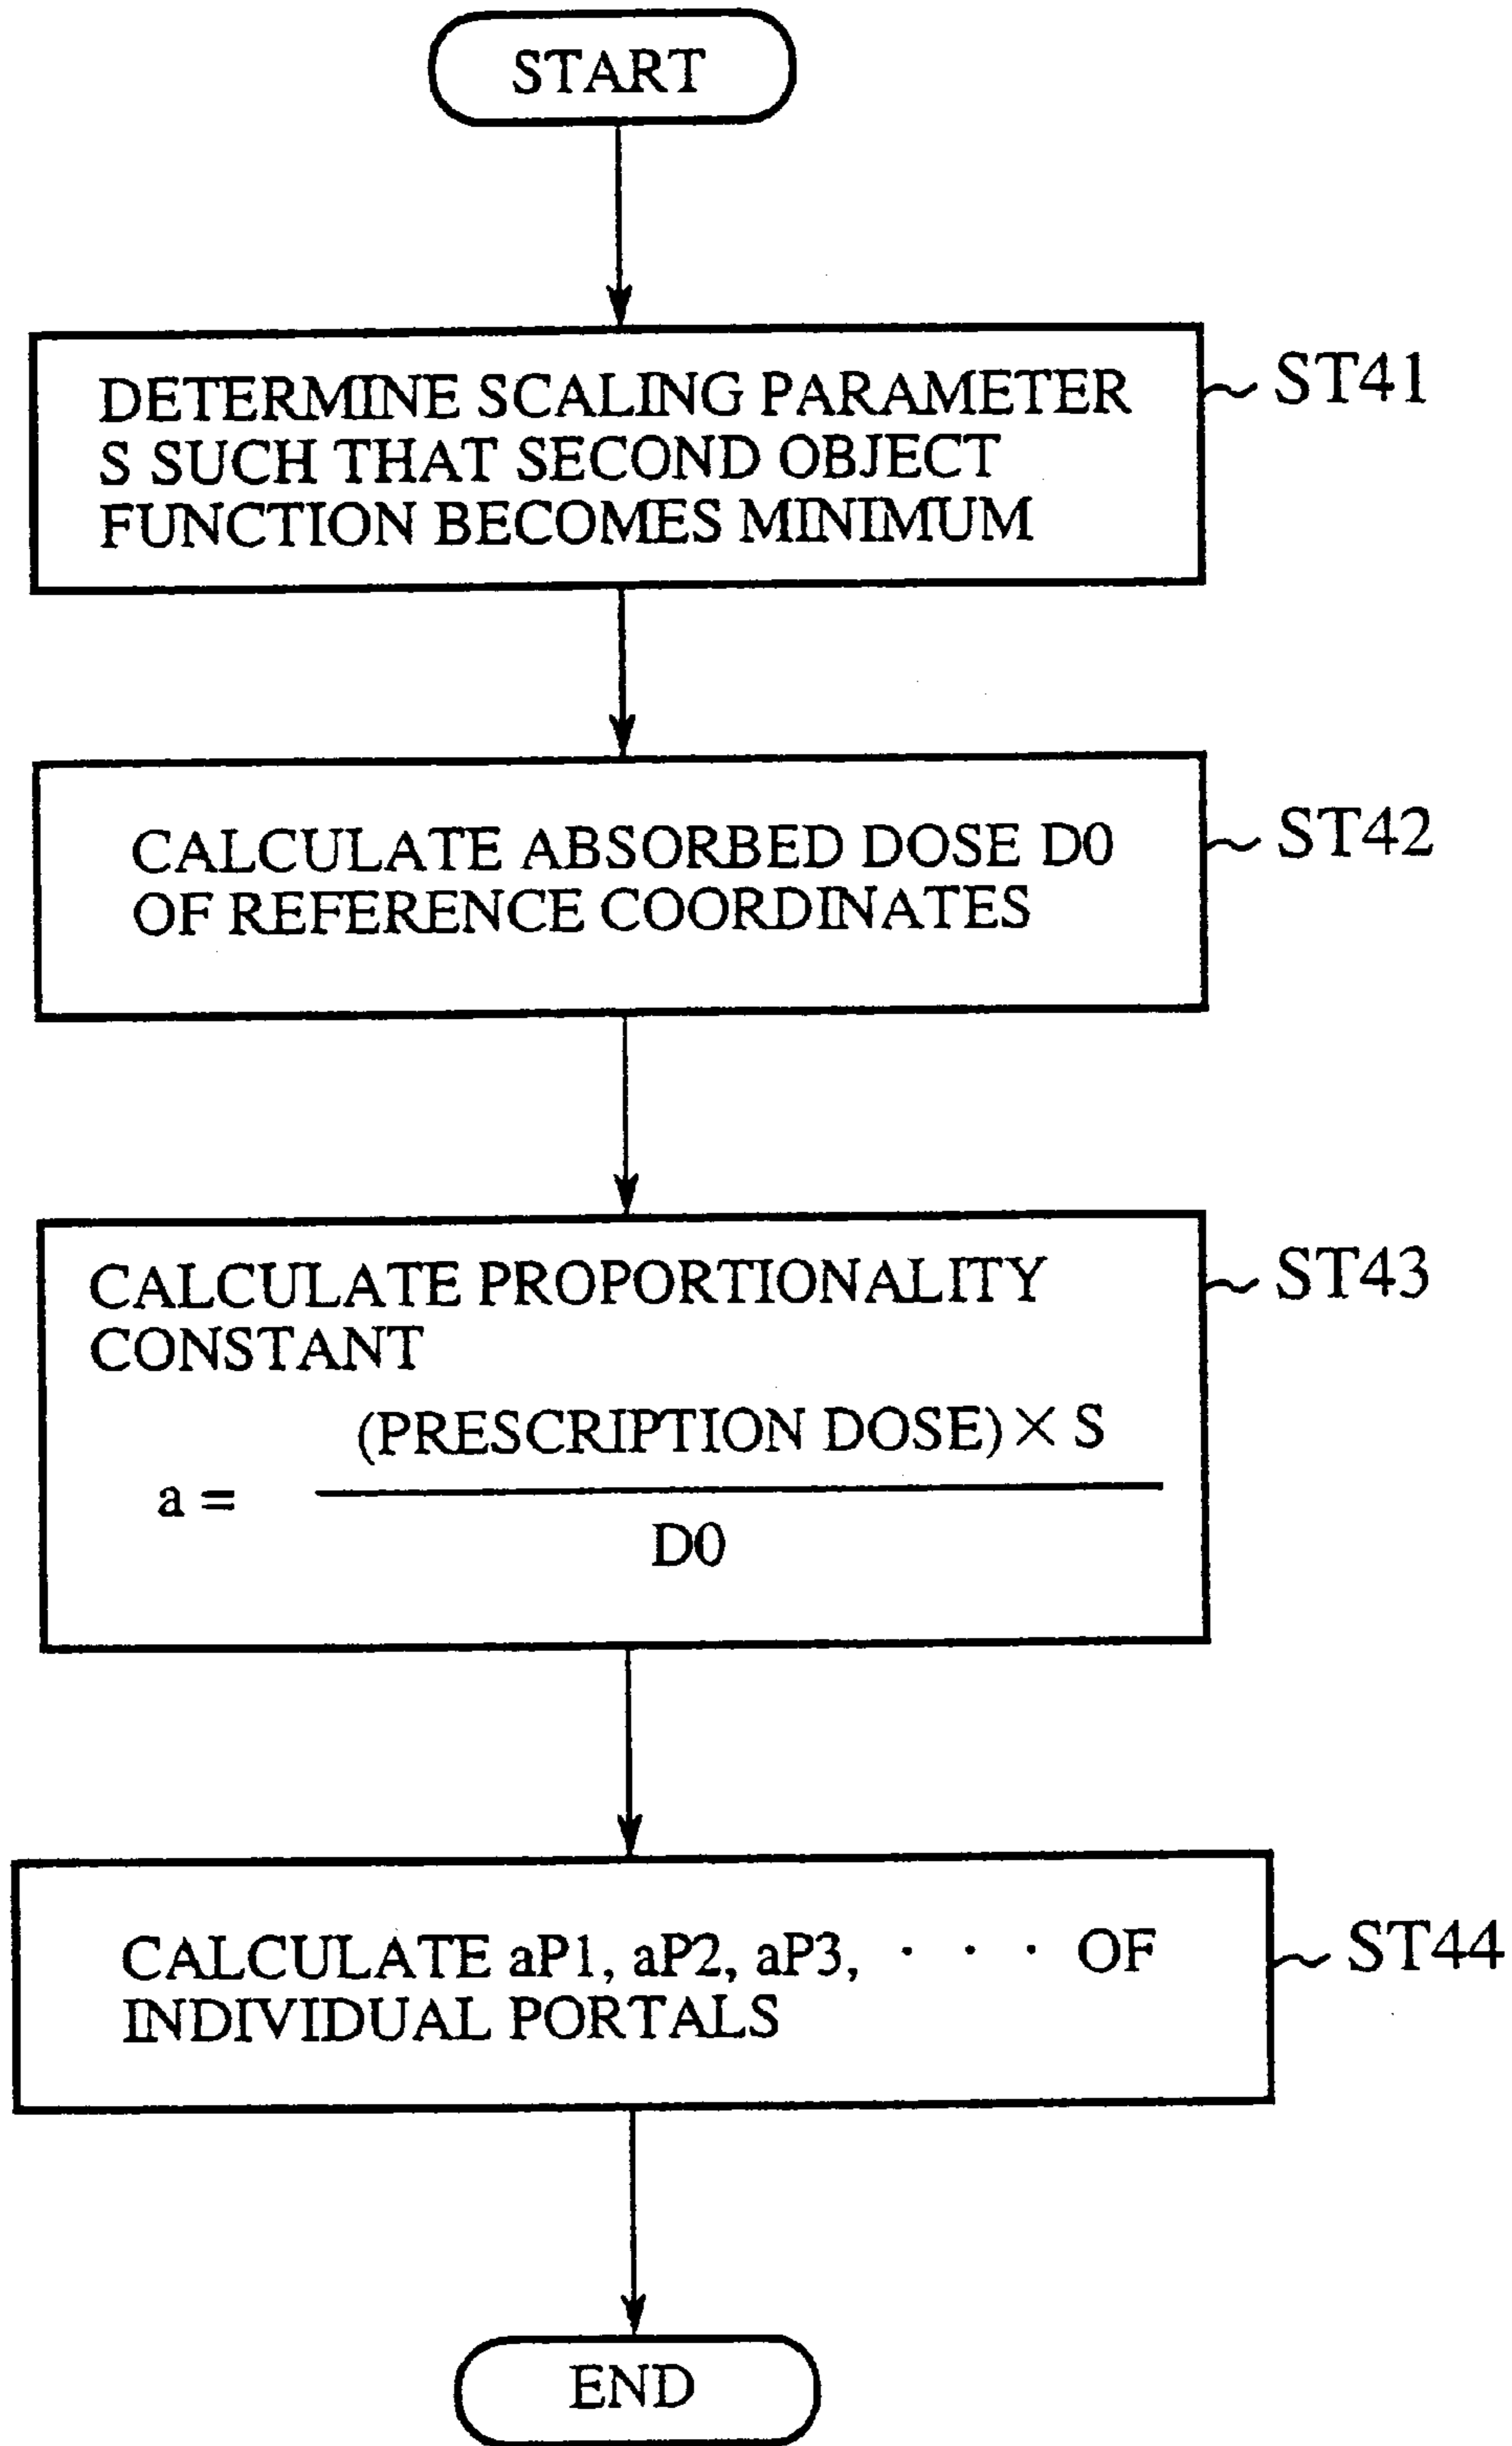 START
DETERMINE SCALING PARAMETER
S SUCH THAT SECOND OBJECT
FUNCTION BECOMES MINIMUM
ST41
CALCULATE ABSORBED DOSE D0
OF REFERENCE COORDINATES
ST42
CALCULATE PROPORTIONALITY
CONSTANT
(PRESCRIPTION DOSE) × S
a =
D0
ST43
CALCULATE aP1, aP2, aP3, · · · OF
INDIVIDUAL PORTALS
ST44
END